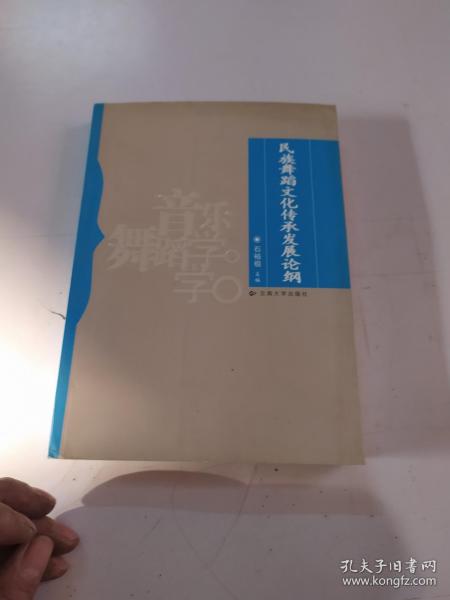 民族舞蹈文化传承发展论纲
石裕祖 主编
云南大学出版社
音乐
舞蹈学
学
孔夫子旧书网
www.kongfz.com